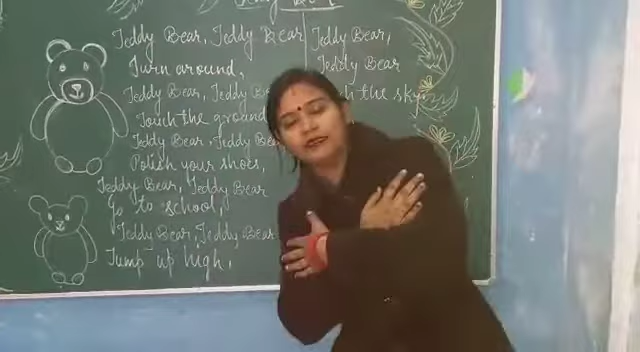 Teddy Bear, Teddy Bear
Turn around,
Teddy Bear, Teddy Bear
Touch the ground
Teddy Bear, Teddy Bear
Polish your shoes,
Teddy Bear, Teddy Bear
Go to school,
Teddy Bear, Teddy Bear
Jump up high,
Teddy Bear,
Teddy Bear
the sky